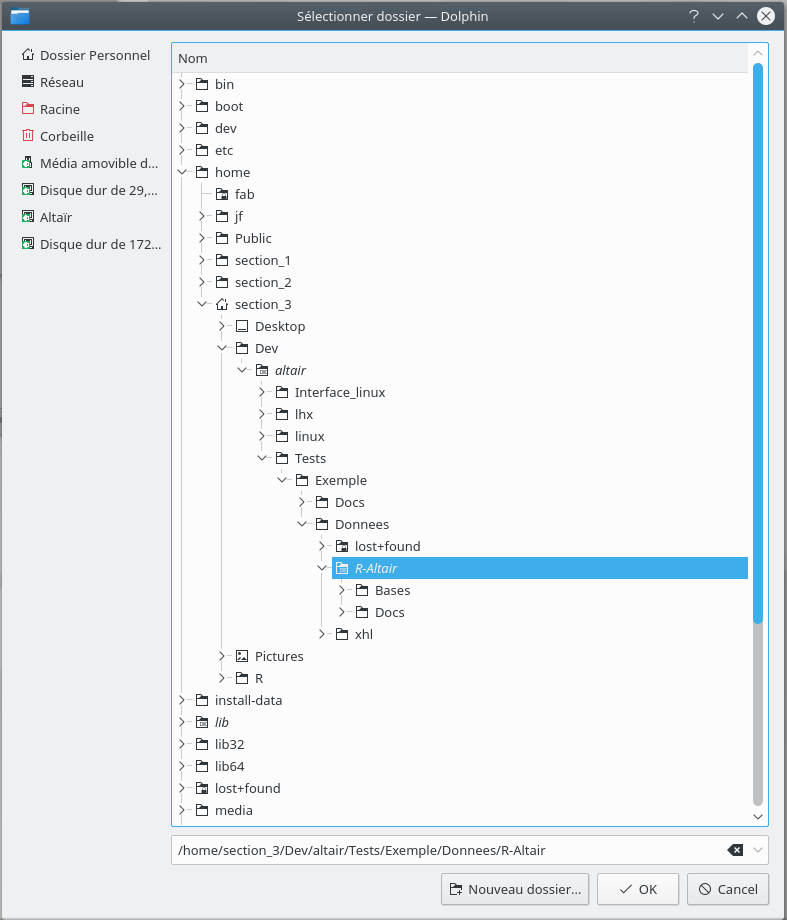 Sélectionner dossier — Dolphin
Dossier Personnel
Réseau
Racine
Corbeille
Média amovible d...
Disque dur de 29,...
Altaïr
Disque dur de 172...
Nom
bin
boot
dev
etc
home
fab
jf
Public
section_1
section_2
section_3
Desktop
Dev
altair
Interface_linux
lhx
linux
Tests
Exemple
Docs
Donnees
lost+found
R-Altair
Bases
Docs
xhl
Pictures
R
install-data
lib
lib32
lib64
lost+found
media
/home/section_3/Dev/altair/Tests/Exemple/Donnees/R-Altair
Nouveau dossier...
OK
Cancel